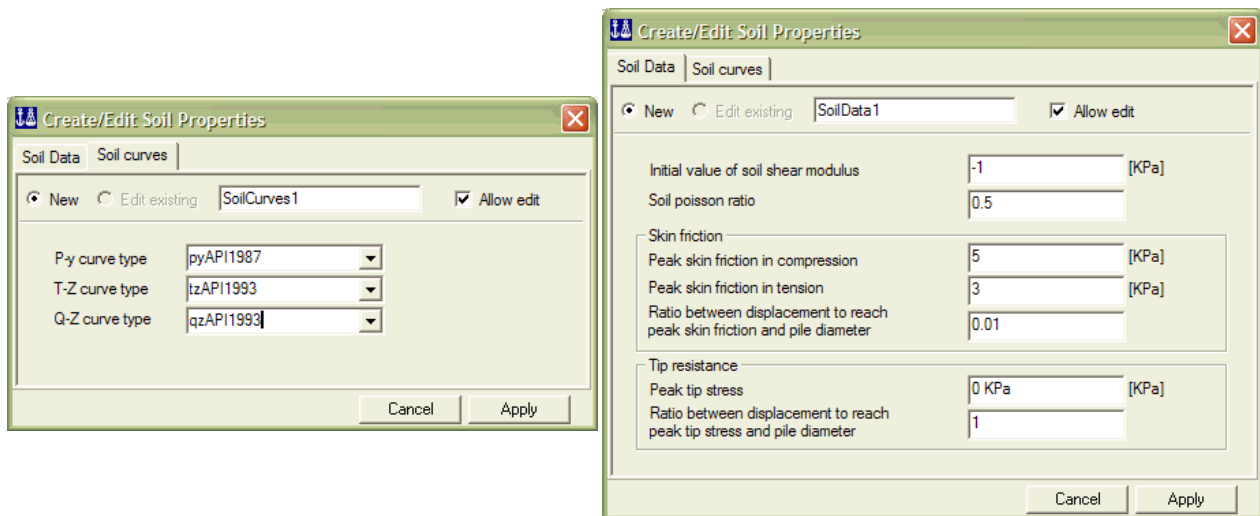 Create/Edit Soil Properties
Soil Data Soil curves
New Edit existing SoilCurves1 Allow edit
P-y curve type pyAPI1987
T-Z curve type tzAPI1993
Q-Z curve type qzAPI1993
Cancel Apply
Create/Edit Soil Properties
Soil Data Soil curves
New Edit existing SoilData1 Allow edit
Initial value of soil shear modulus -1 [KPa]
Soil poisson ratio 0.5
Skin friction
Peak skin friction in compression 5 [KPa]
Peak skin friction in tension 3 [KPa]
Ratio between displacement to reach
peak skin friction and pile diameter 0.01
Tip resistance
Peak tip stress 0 KPa [KPa]
Ratio between displacement to reach
peak tip stress and pile diameter 1
Cancel Apply